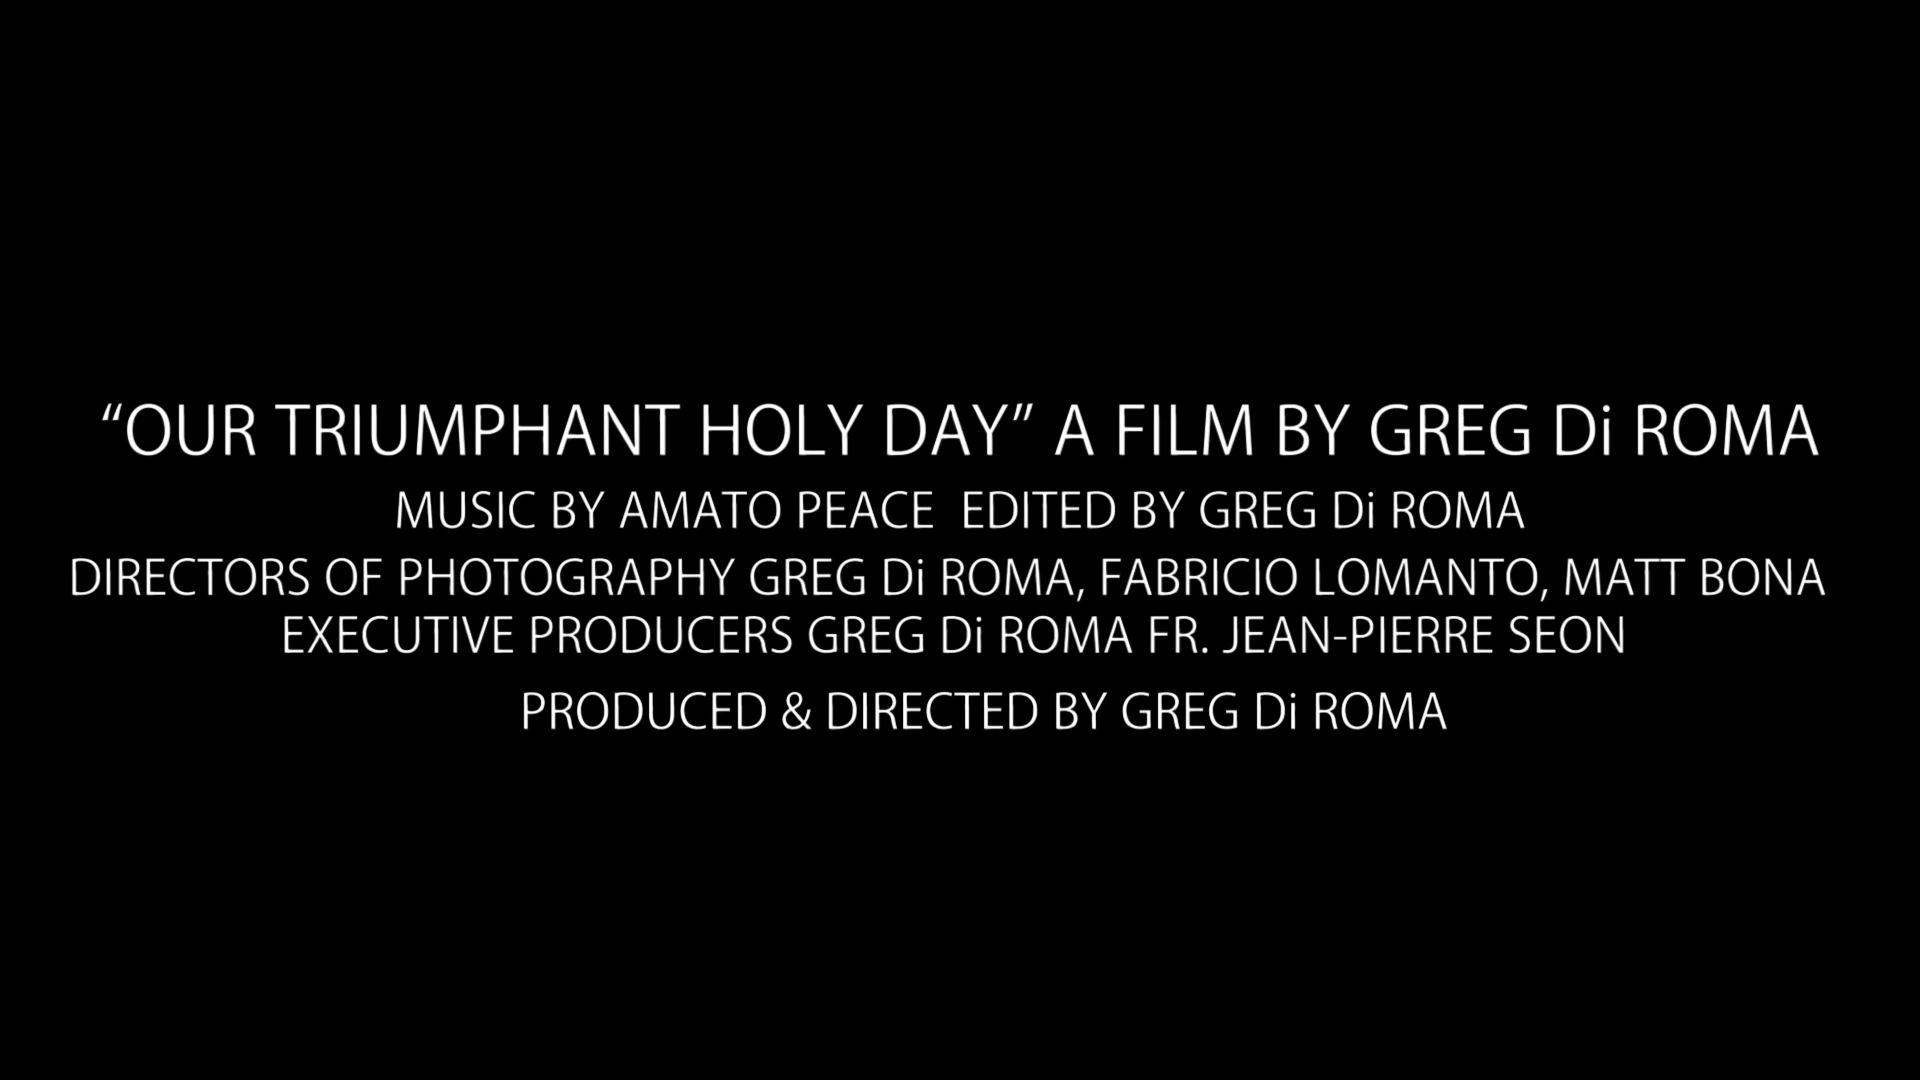 “OUR TRIUMPHANT HOLY DAY” A FILM BY GREG Di ROMA
MUSIC BY AMATO PEACE  EDITED BY GREG Di ROMA
DIRECTORS OF PHOTOGRAPHY GREG Di ROMA, FABRICIO LOMANTO, MATT BONA
EXECUTIVE PRODUCERS GREG Di ROMA FR. JEAN-PIERRE SEON
PRODUCED & DIRECTED BY GREG Di ROMA